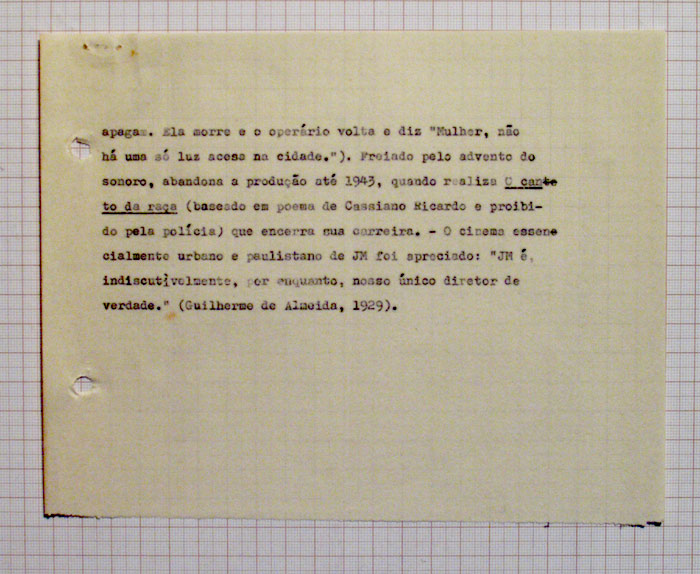 apagam. Ela morre e o operário volta e diz "Mulher, não
há uma só luz acesa na cidade."). Freiado pelo advento do
sonoro, abandona a produção até 1943, quando realiza O cante
to da raça (baseado em poema de Cassiano Ricardo e proibi-
do pela polícia) que encerra sua carreira. - O cinema essene
cialmente urbano e paulistano de JM foi apreciado: "JM é,
indiscutívelmente, por enquanto, nosso único diretor de
verdade." (Guilherme de Almeida, 1929).